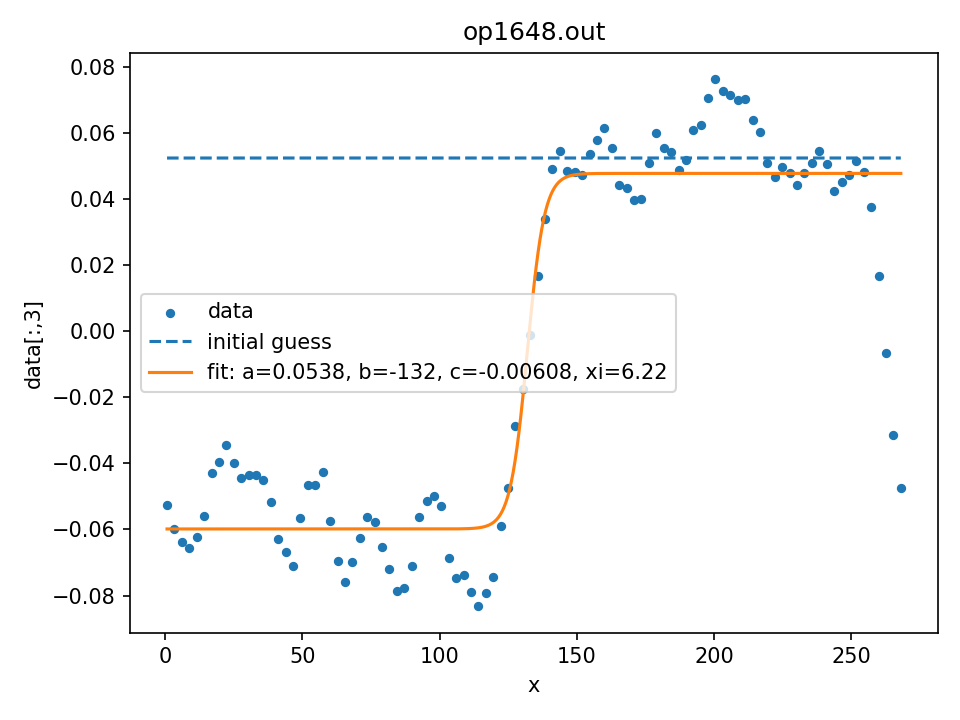 op1648.out
0.08
0.06
0.04
0.02
0.00
−0.02
−0.04
−0.06
−0.08
data[:,3]
data
initial guess
fit: a=0.0538, b=-132, c=-0.00608, xi=6.22
0 50 100 150 200 250
x